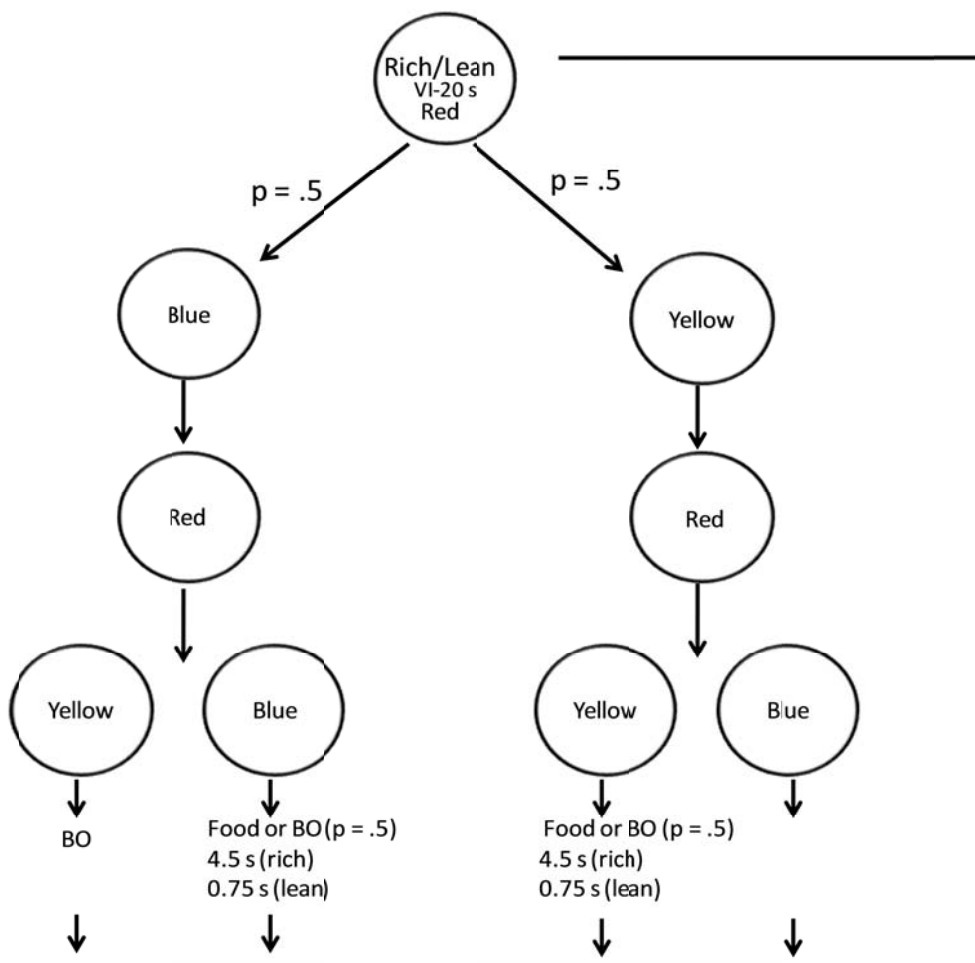 Rich/Lean
VI-20 s
Red
p = .5
p = .5
Blue
Yellow
Red
Red
Yellow
Blue
Yellow
Blue
BO
Food or BO (p = .5)
4.5 s (rich)
0.75 s (lean)
Food or BO (p = .5)
4.5 s (rich)
0.75 s (lean)